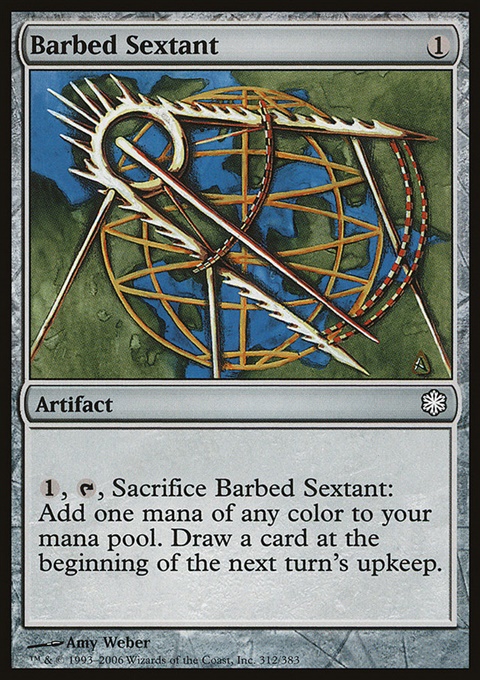 Barbed Sextant 1
Artifact
1, T, Sacrifice Barbed Sextant:
Add one mana of any color to your
mana pool. Draw a card at the
beginning of the next turn's upkeep.
Amy Weber
™ & © 1993–2006 Wizards of the Coast, Inc. 312/383